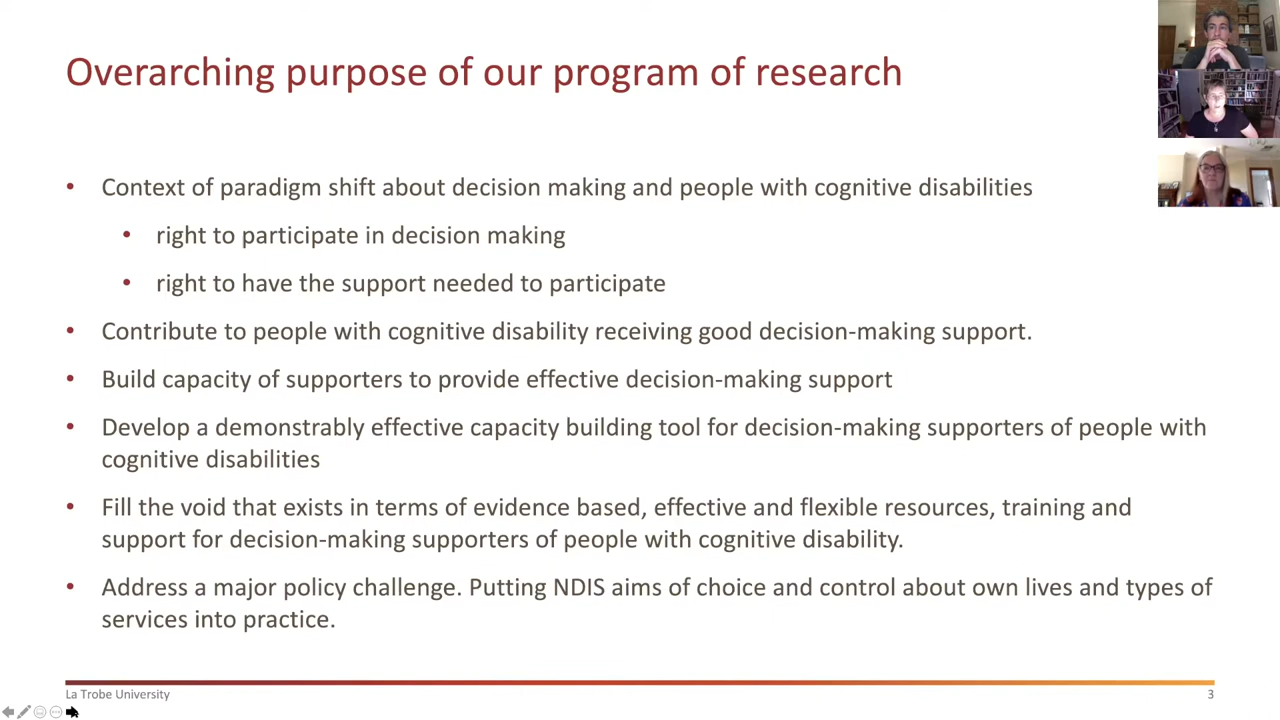 Overarching purpose of our program of research
• Context of paradigm shift about decision making and people with cognitive disabilities
• right to participate in decision making
• right to have the support needed to participate
• Contribute to people with cognitive disability receiving good decision-making support.
• Build capacity of supporters to provide effective decision-making support
• Develop a demonstrably effective capacity building tool for decision-making supporters of people with
cognitive disabilities
• Fill the void that exists in terms of evidence based, effective and flexible resources, training and
support for decision-making supporters of people with cognitive disability.
• Address a major policy challenge. Putting NDIS aims of choice and control about own lives and types of
services into practice.
La Trobe University
3